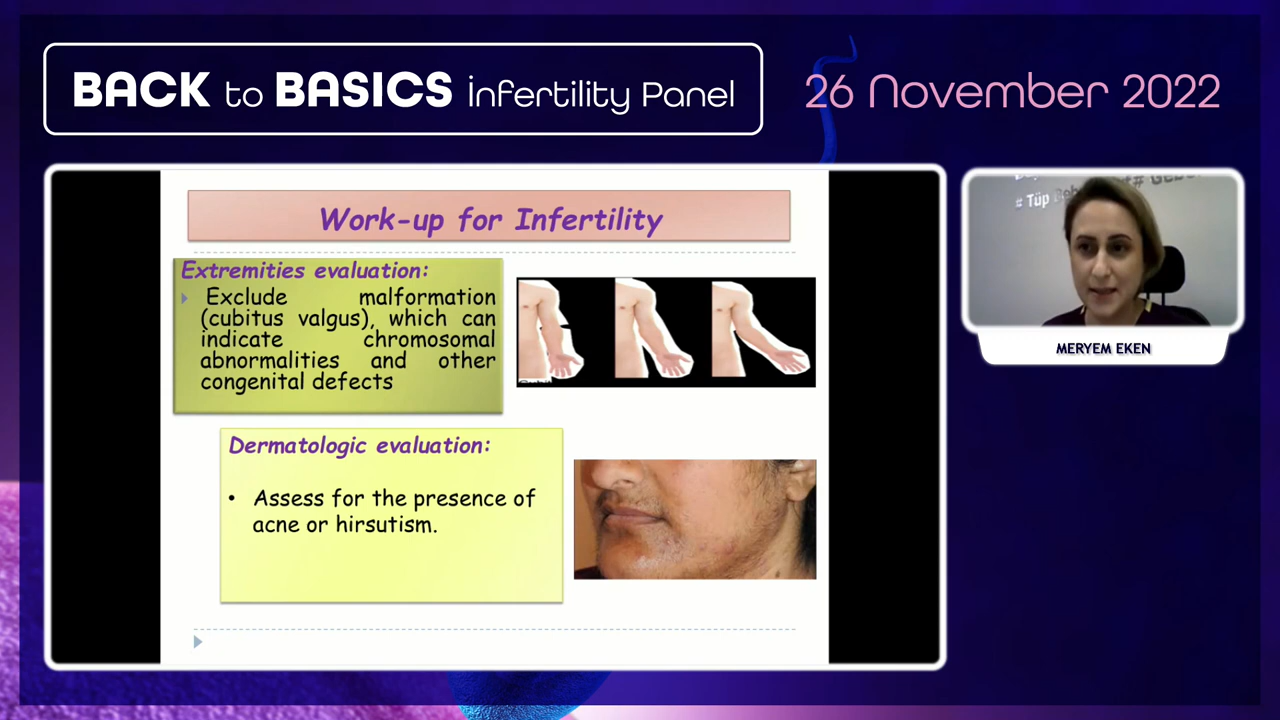 BACK to BASICS infertility Panel
26 November 2022
Work-up for Infertility
Extremities evaluation:
Exclude malformation
(cubitus valgus), which can
indicate chromosomal
abnormalities and other
congenital defects
Dermatologic evaluation:
• Assess for the presence of
acne or hirsutism.
# Tüp
MERYEM EKEN